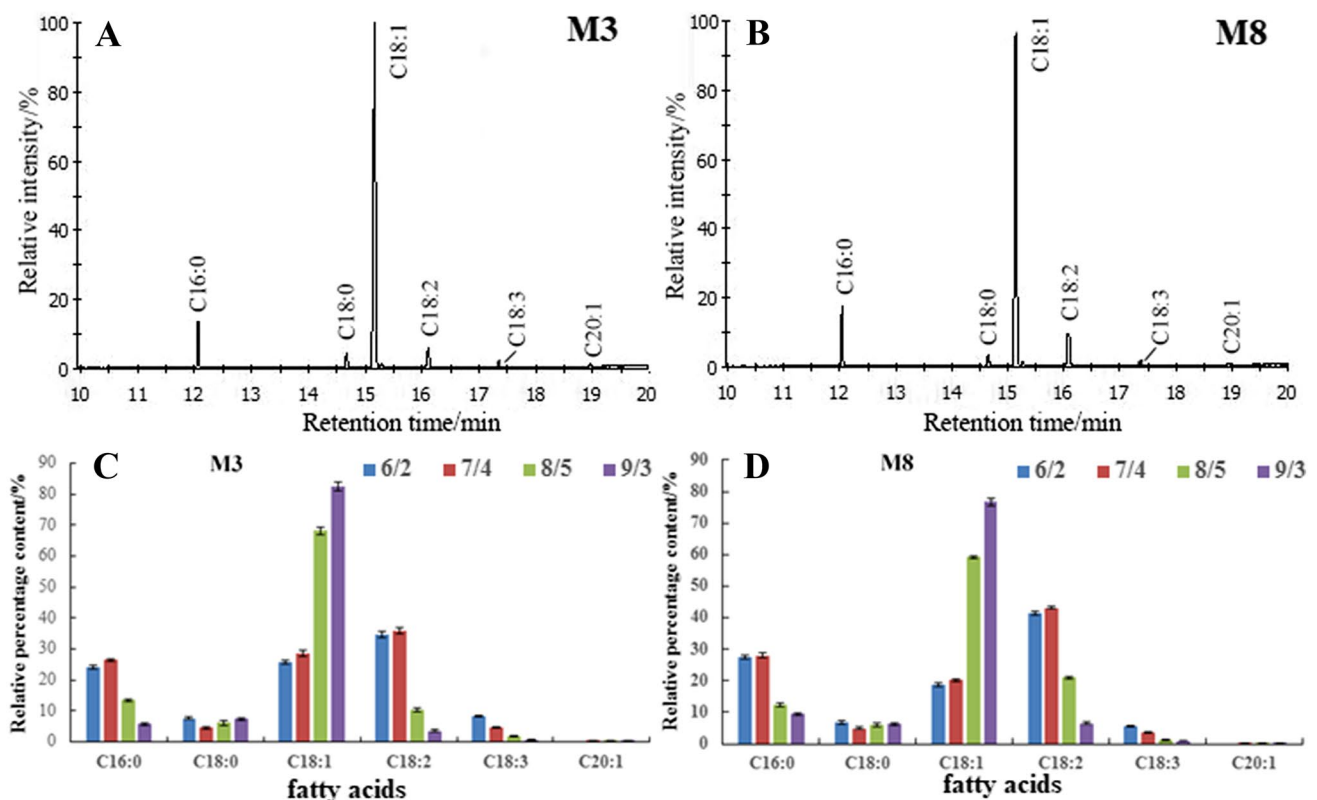 A
M3
Relative intensity/%
100
80
60
40
20
0
C16:0
C18:0
C18:1
C18:2
C18:3
C20:1
10 11 12 13 14 15 16 17 18 19 20
Retention time/min
B
M8
Relative intensity/%
100
80
60
40
20
0
C16:0
C18:0
C18:1
C18:2
C18:3
C20:1
10 11 12 13 14 15 16 17 18 19 20
Retention time/min
C
M3
6/2 7/4 8/5 9/3
Relative percentage content/%
90
80
70
60
50
40
30
20
10
0
C16:0 C18:0 C18:1 C18:2 C18:3 C20:1
fatty acids
D
M8
6/2 7/4 8/5 9/3
Relative percentage content/%
90
80
70
60
50
40
30
20
10
0
C16:0 C18:0 C18:1 C18:2 C18:3 C20:1
fatty acids